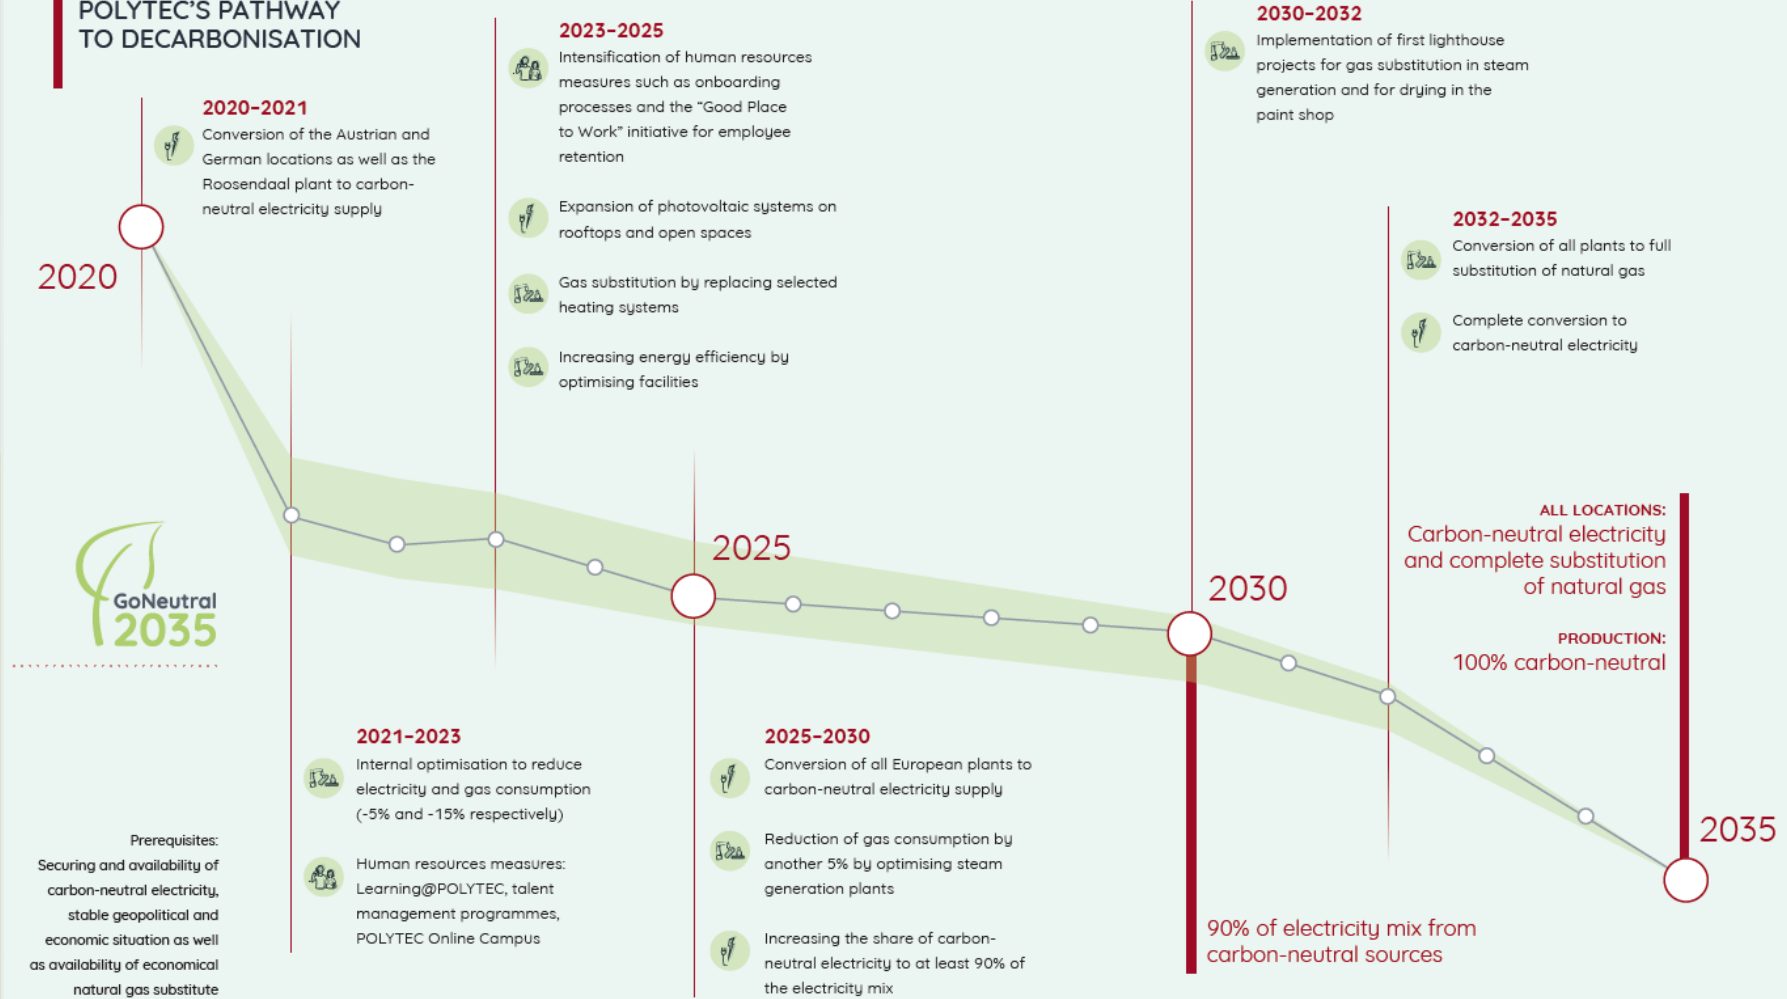 POLYTEC'S PATHWAY
TO DECARBONISATION
2020–2021
Conversion of the Austrian and
German locations as well as the
Roosendaal plant to carbon-
neutral electricity supply
2020
2023–2025
Intensification of human resources
measures such as onboarding
processes and the “Good Place
to Work” initiative for employee
retention
Expansion of photovoltaic systems on
rooftops and open spaces
Gas substitution by replacing selected
heating systems
Increasing energy efficiency by
optimising facilities
2030–2032
Implementation of first lighthouse
projects for gas substitution in steam
generation and for drying in the
paint shop
2032–2035
Conversion of all plants to full
substitution of natural gas
Complete conversion to
carbon-neutral electricity
2025
2030
ALL LOCATIONS:
Carbon-neutral electricity
and complete substitution
of natural gas
PRODUCTION:
100% carbon-neutral
2035
GoNeutral
2035
Prerequisites:
Securing and availability of
carbon-neutral electricity,
stable geopolitical and
economic situation as well
as availability of economical
natural gas substitute
2021–2023
Internal optimisation to reduce
electricity and gas consumption
(-5% and -15% respectively)
Human resources measures:
Learning@POLYTEC, talent
management programmes,
POLYTEC Online Campus
2025–2030
Conversion of all European plants to
carbon-neutral electricity supply
Reduction of gas consumption by
another 5% by optimising steam
generation plants
Increasing the share of carbon-
neutral electricity to at least 90% of
the electricity mix
90% of electricity mix from
carbon-neutral sources